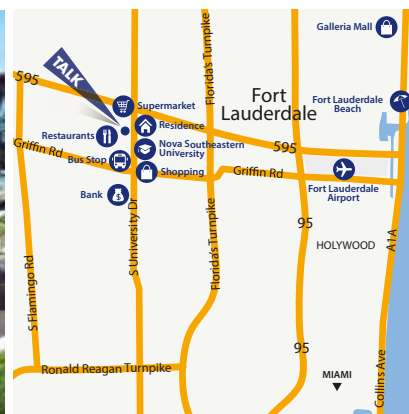 Galleria Mall
595
TALK
Florida's Turnpike
Supermarket
Fort
Lauderdale
Fort Lauderdale
Beach
Residence
Restaurants
Nova Southeastern
University
595
Griffin Rd
Bus Stop
Shopping
Griffin Rd
Fort Lauderdale
Airport
Bank
S University Dr
Florida's Turnpike
95
HOLYWOOD
A1A
S Flamingo Rd
95
Ronald Reagan Turnpike
MIAMI
Collins Ave